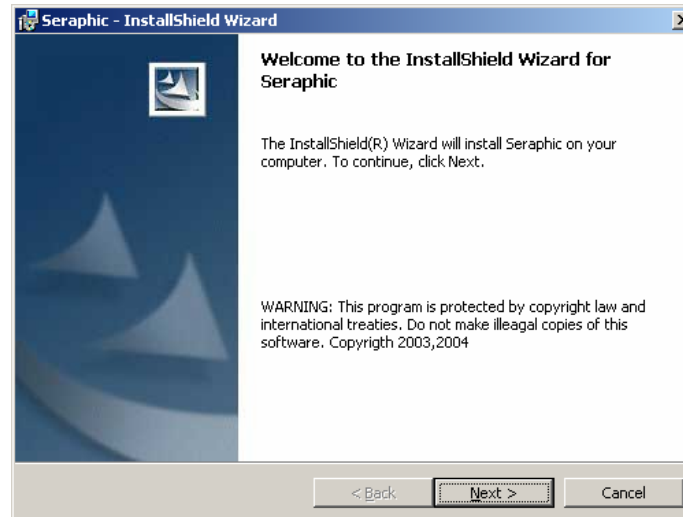 Seraphic - InstallShield Wizard
Welcome to the InstallShield Wizard for
Seraphic
The InstallShield(R) Wizard will install Seraphic on your
computer. To continue, click Next.
WARNING: This program is protected by copyright law and
international treaties. Do not make illeagal copies of this
software. Copyrigth 2003,2004
< Back
Next >
Cancel